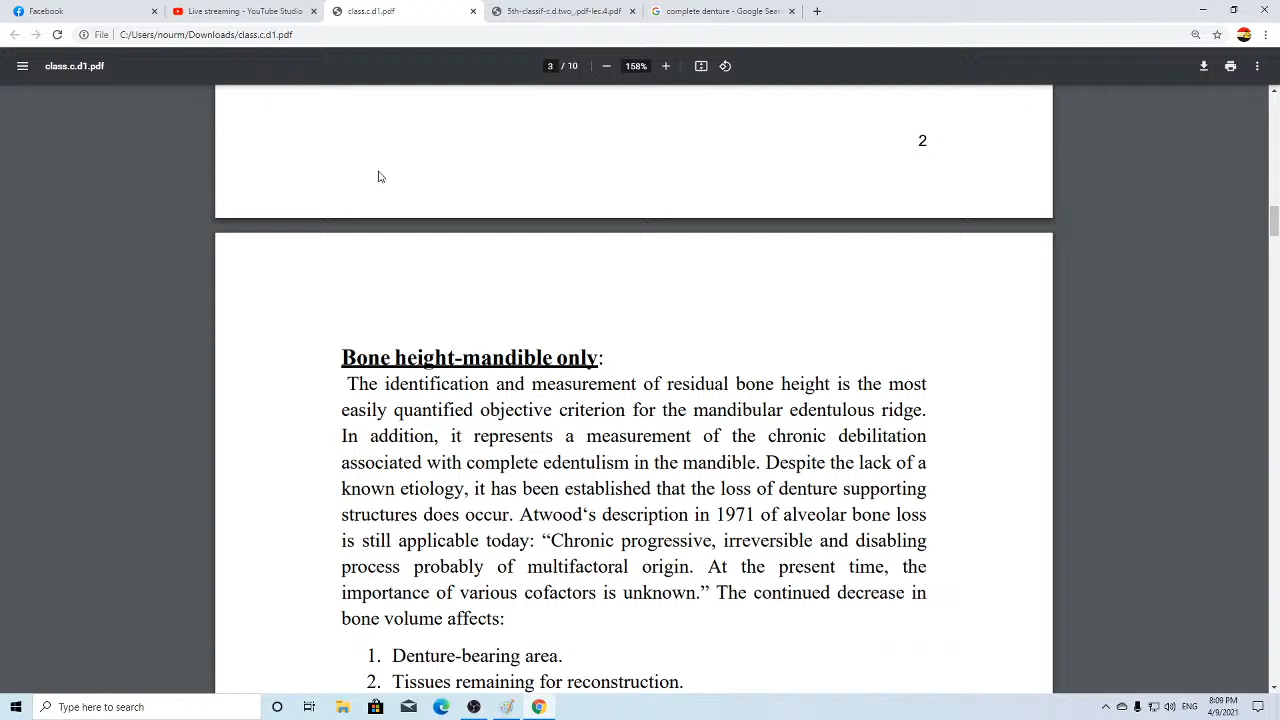 Facebook
Live streaming - YouTube Studio
class.c.d1.pdf
5th-classif-c.d.two_.pdf-lec.4.pdf
complete denture - Google Sear
File
C:/Users/nourm/Downloads/class.c.d1.pdf
class.c.d1.pdf
3 / 10
158%
2
Bone height-mandible only:
The identification and measurement of residual bone height is the most
easily quantified objective criterion for the mandibular edentulous ridge.
In addition, it represents a measurement of the chronic debilitation
associated with complete edentulism in the mandible. Despite the lack of a
known etiology, it has been established that the loss of denture supporting
structures does occur. Atwood‘s description in 1971 of alveolar bone loss
is still applicable today: “Chronic progressive, irreversible and disabling
process probably of multifactoral origin. At the present time, the
importance of various cofactors is unknown.” The continued decrease in
bone volume affects:
1. Denture-bearing area.
2. Tissues remaining for reconstruction.
Type here to search
ENG
8:09 PM
4/9/2021